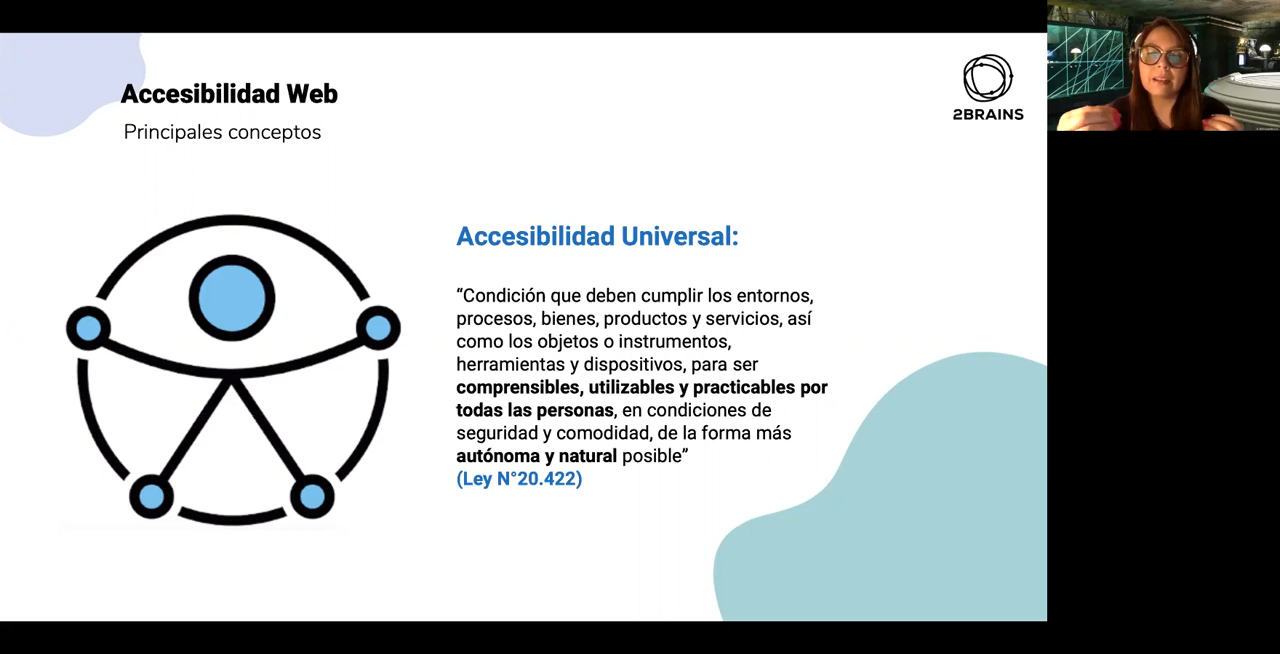 Accesibilidad Web
Principales conceptos
2BRAINS
Accesibilidad Universal:
“Condición que deben cumplir los entornos,
procesos, bienes, productos y servicios, así
como los objetos o instrumentos,
herramientas y dispositivos, para ser
comprensibles, utilizables y practicables por
todas las personas, en condiciones de
seguridad y comodidad, de la forma más
autónoma y natural posible”
(Ley N°20.422)